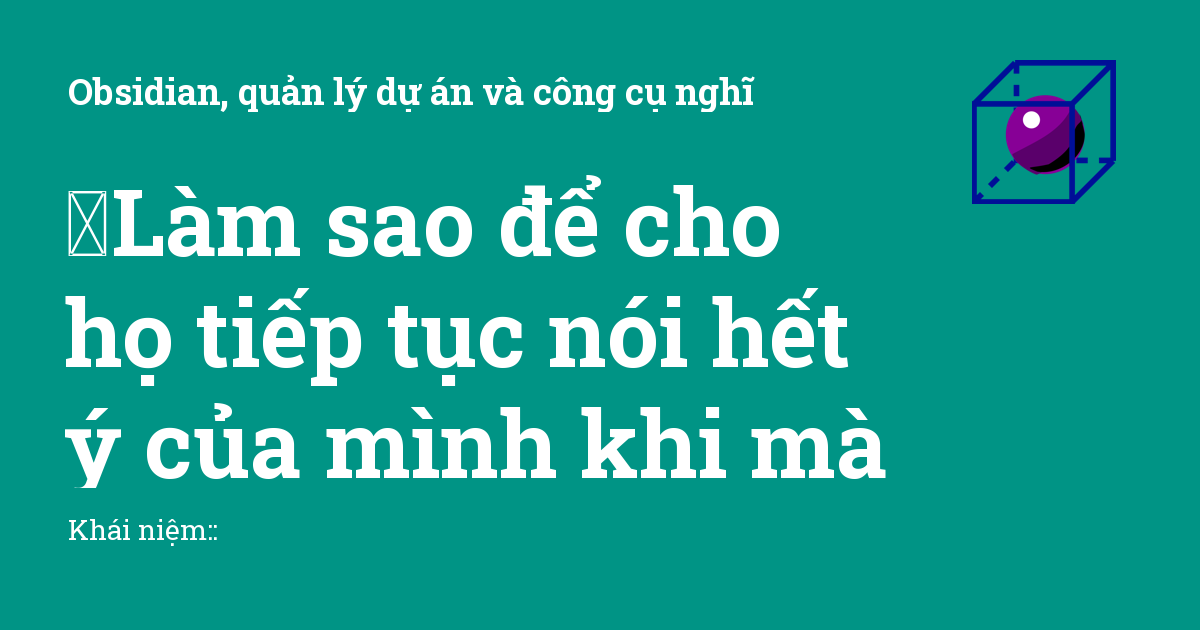 Obsidian, quản lý dự án và công cụ nghĩ
Làm sao để cho
họ tiếp tục nói hết
ý của mình khi mà
Khái niệm::